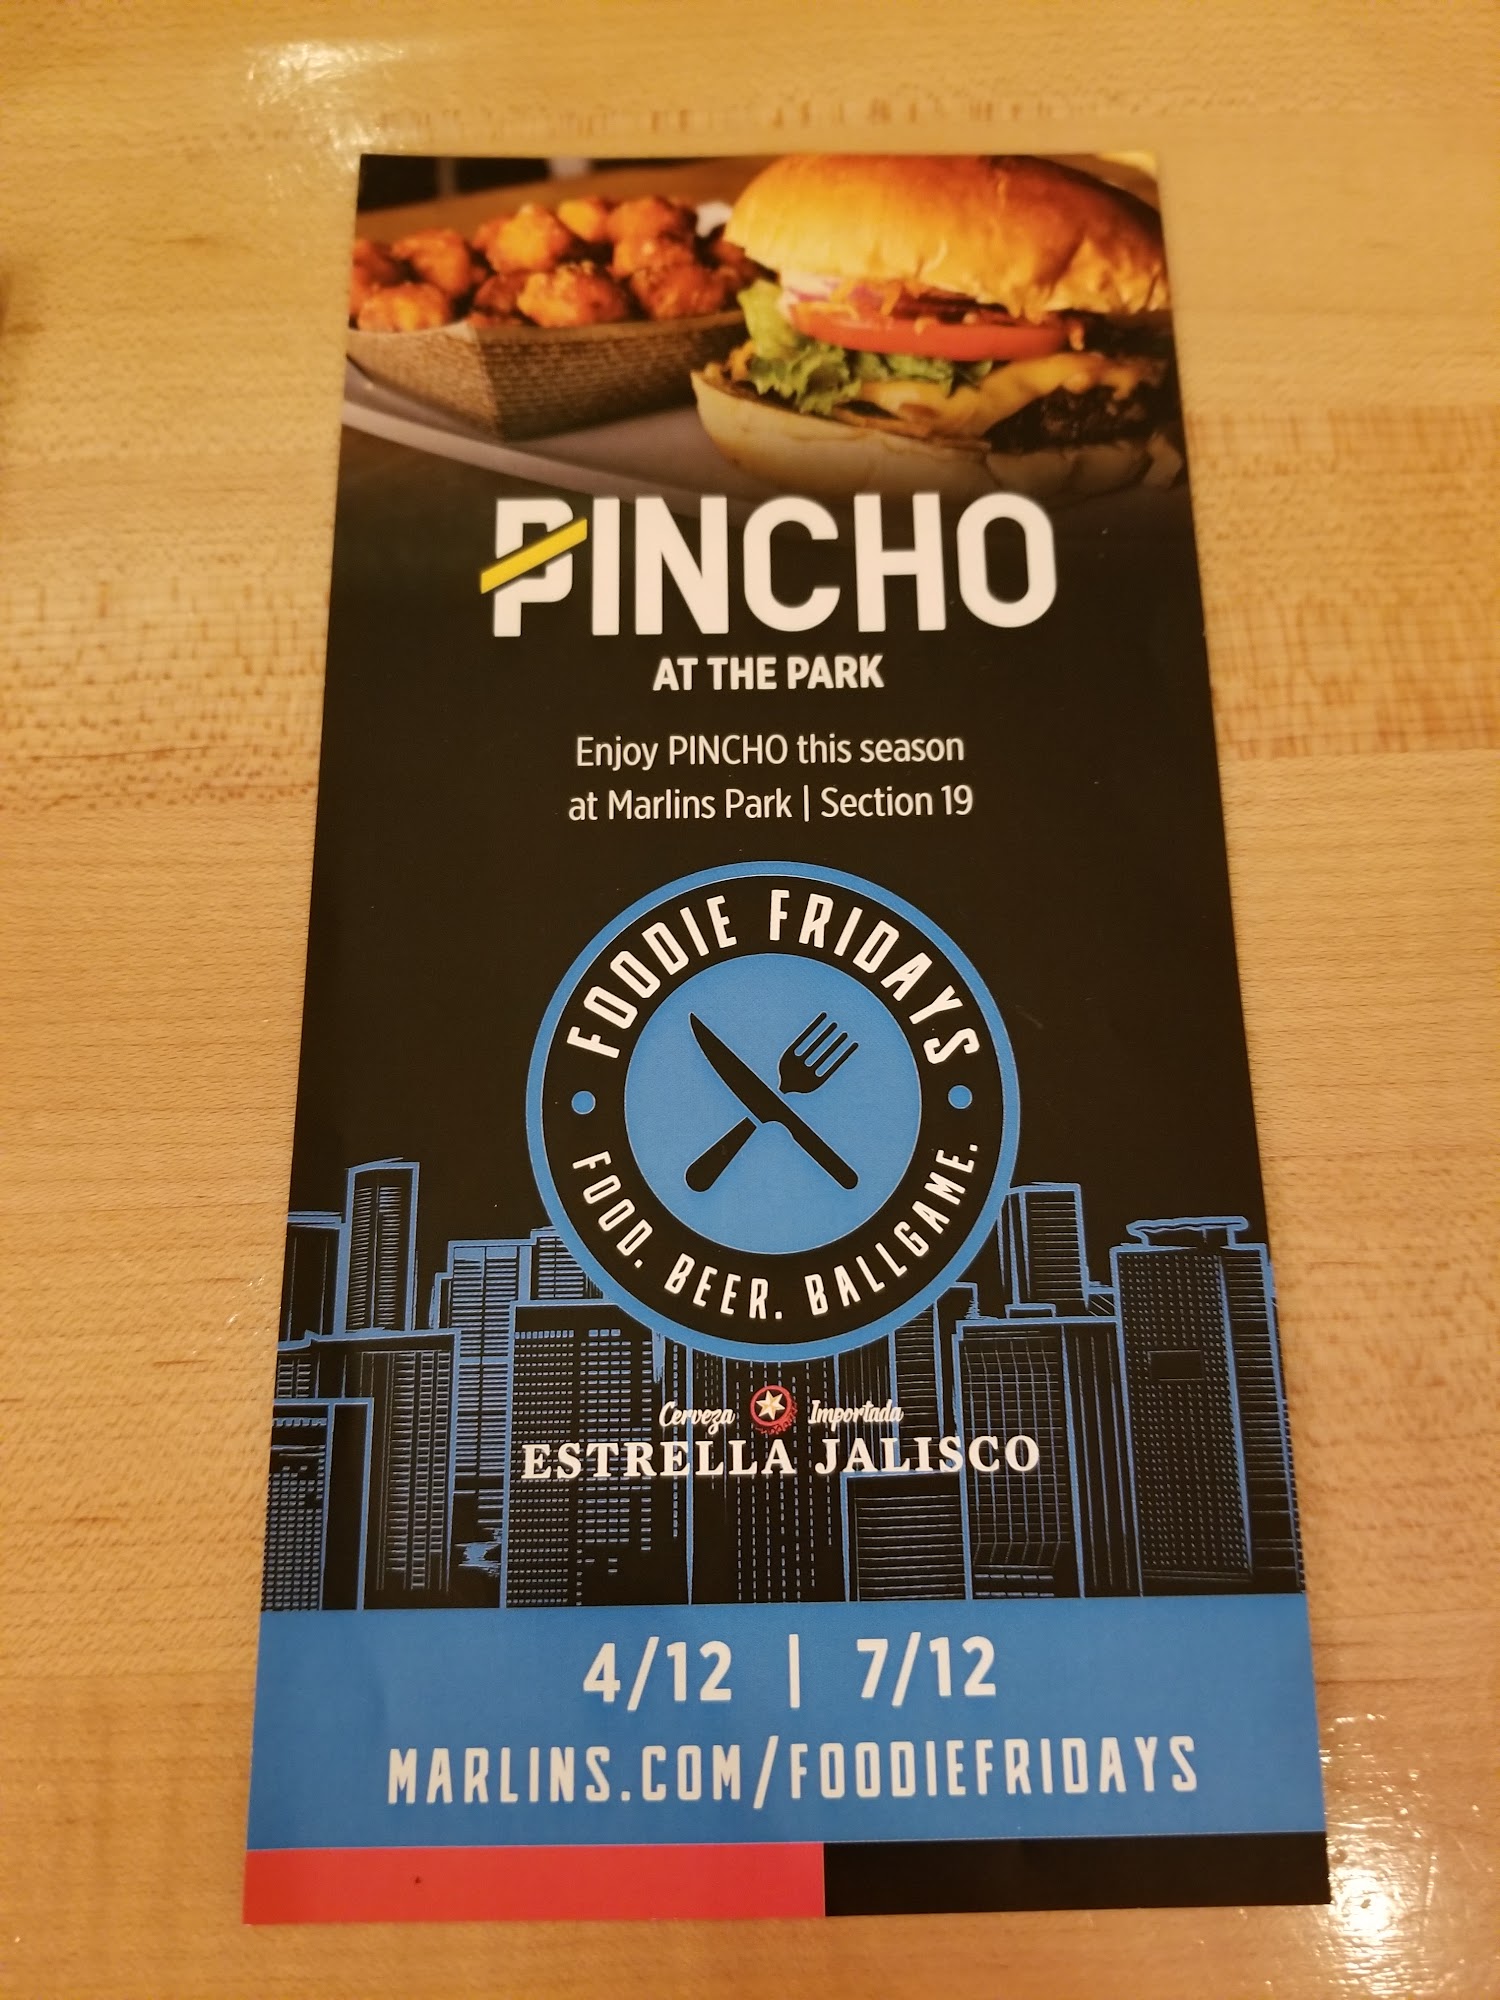 PINCHO
AT THE PARK
Enjoy PINCHO this season
at Marlins Park | Section 19
FOODIE FRIDAYS
FOOD. BEER. BALLGAME.
Cerveza Importada
ESTRELLA JALISCO
4/12 | 7/12
MARLINS.COM/FOODIEFRIDAYS